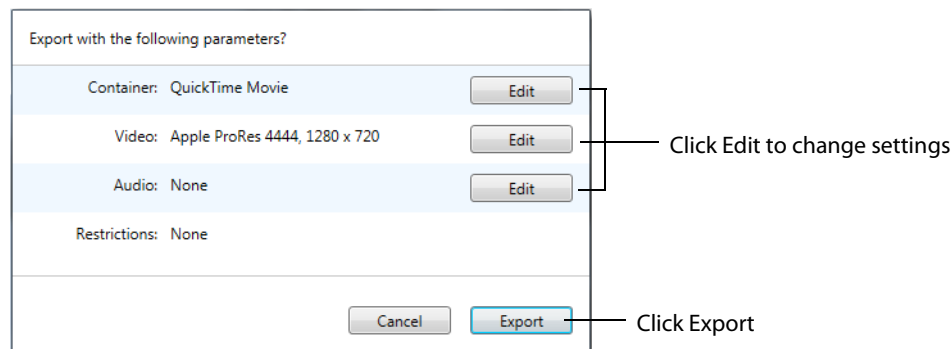 Export with the following parameters?
Container: QuickTime Movie Edit
Video: Apple ProRes 4444, 1280 x 720 Edit
Click Edit to change settings
Audio: None Edit
Restrictions: None
Cancel Export
Click Export